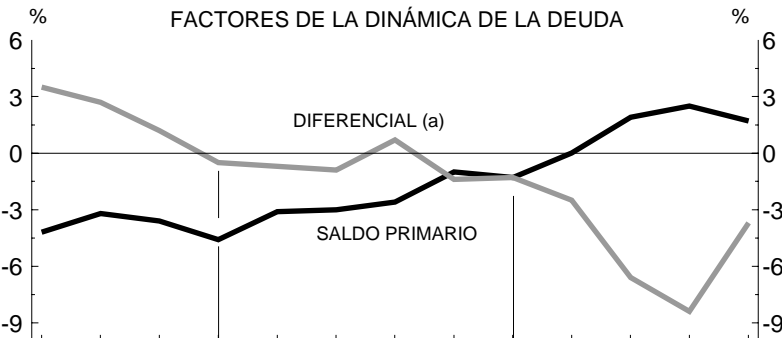 % FACTORES DE LA DINÁMICA DE LA DEUDA %
6 6
3 3
DIFERENCIAL (a)
0 0
-3 -3
SALDO PRIMARIO
-6 -6
-9 -9